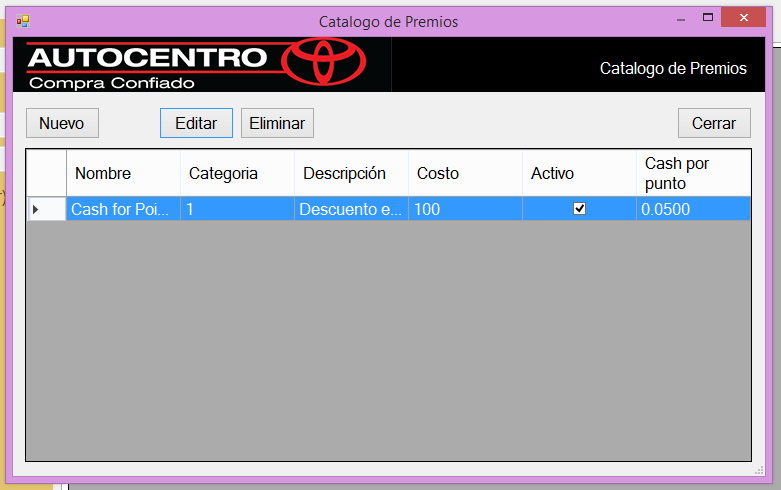 Catalogo de Premios
AUTOCENTRO
Compra Confiado
Catalogo de Premios
Nuevo Editar Eliminar Cerrar
Nombre Categoria Descripción Costo Activo Cash por punto
Cash for Poi... 1 Descuento e... 100 0.0500